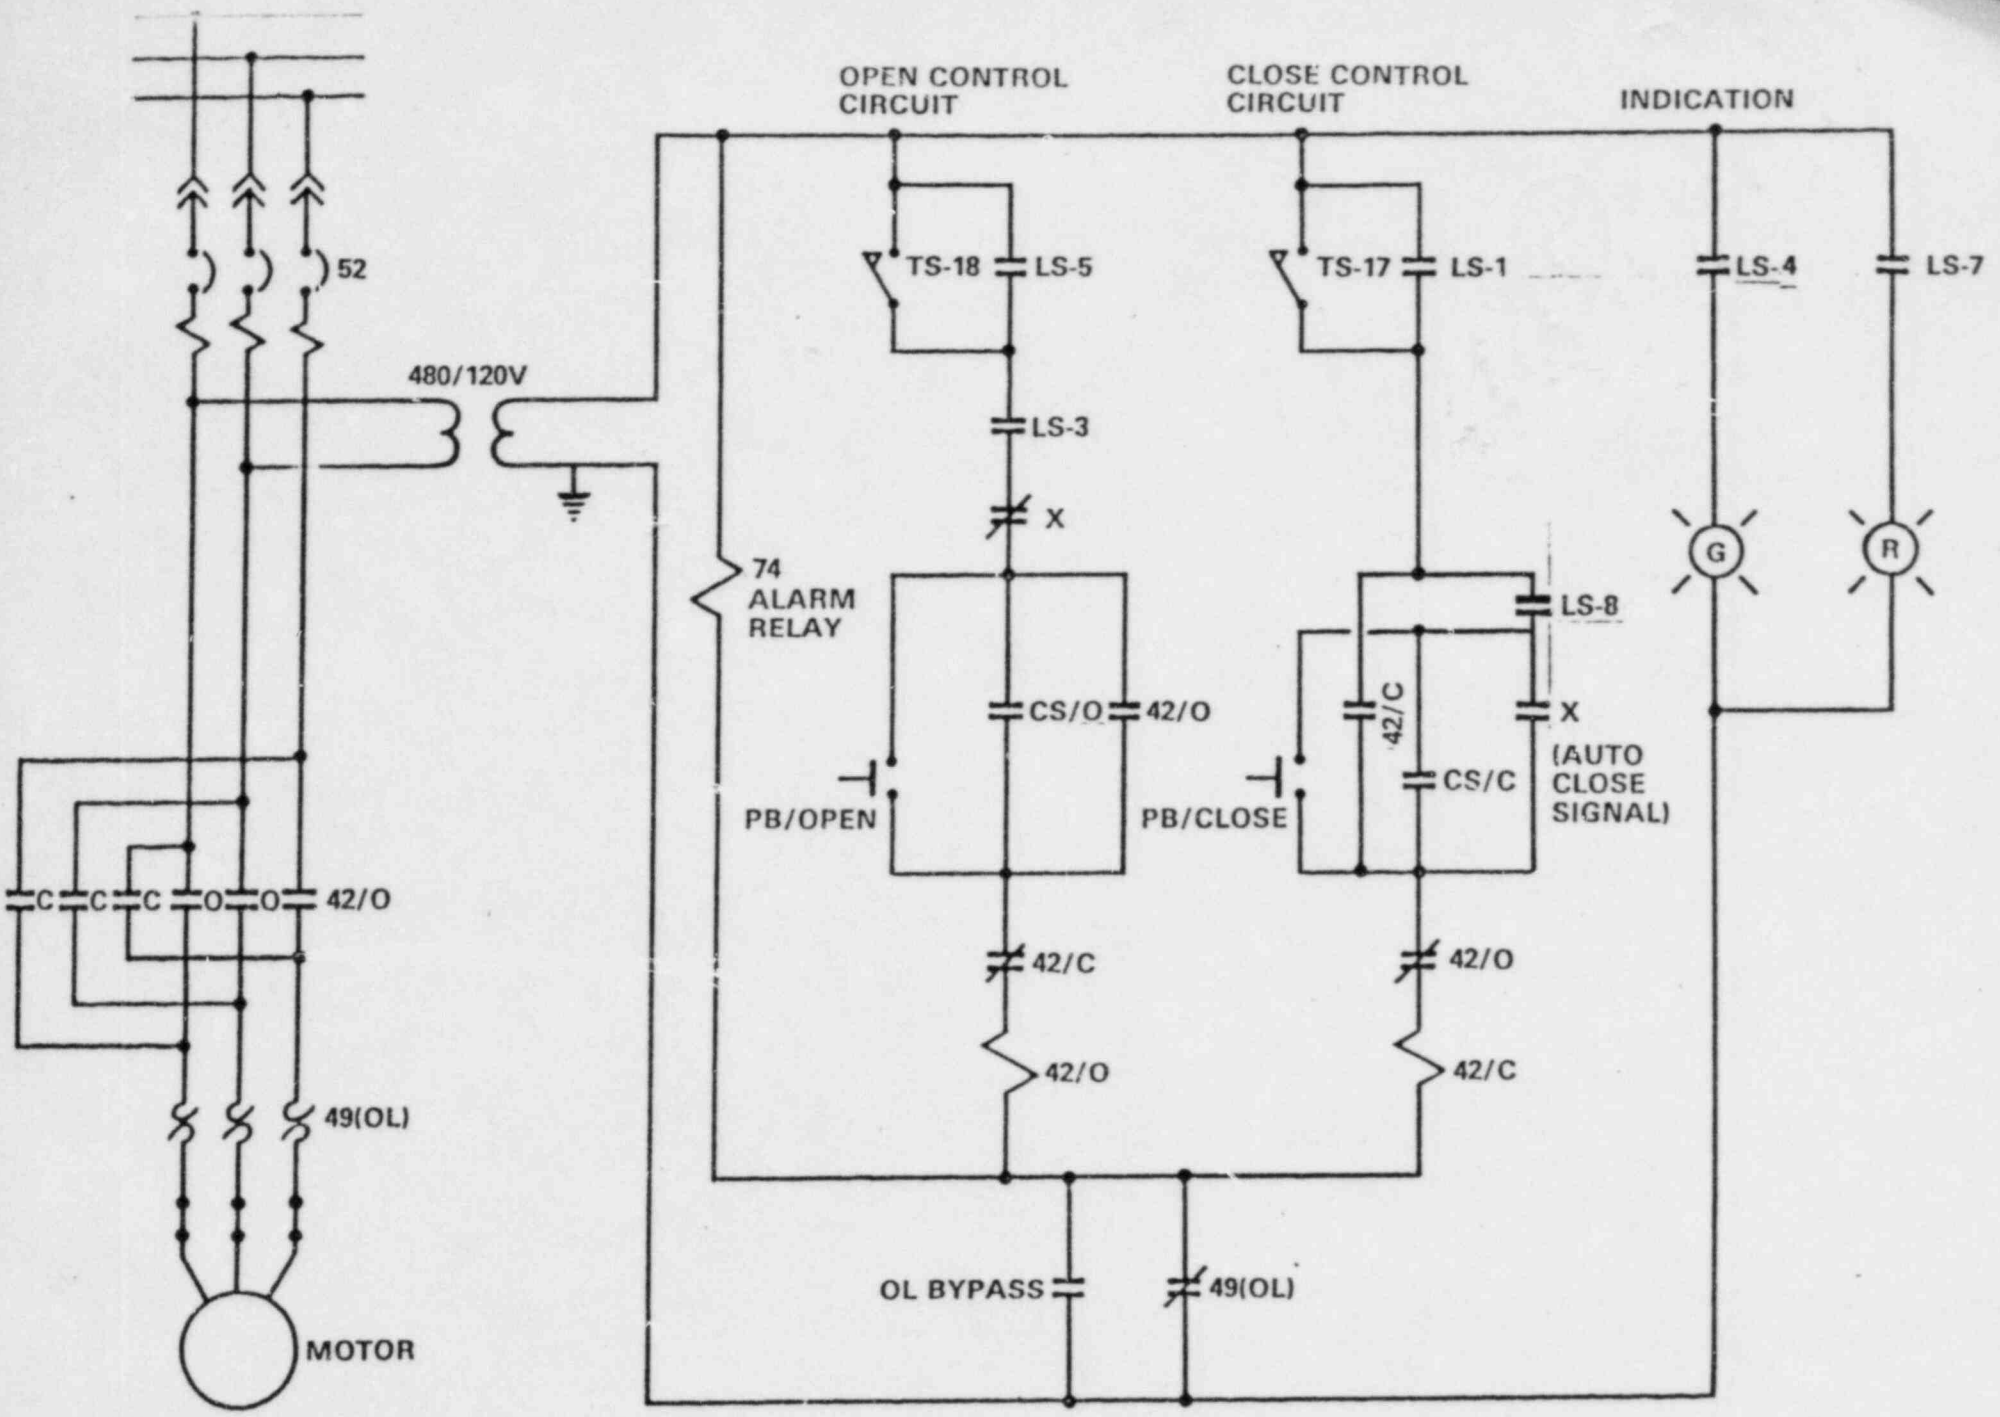 OPEN CONTROL
CIRCUIT
CLOSE CONTROL
CIRCUIT
INDICATION
52
TS-18
LS-5
TS-17
LS-1
LS-4
LS-7
480/120V
LS-3
X
74
ALARM
RELAY
G
R
LS-8
CS/O
42/O
42/C
X
(AUTO
CLOSE
SIGNAL)
CS/C
PB/OPEN
PB/CLOSE
C
C
C
O
O
42/O
42/C
42/O
42/O
42/C
49(OL)
OL BYPASS
49(OL)
MOTOR